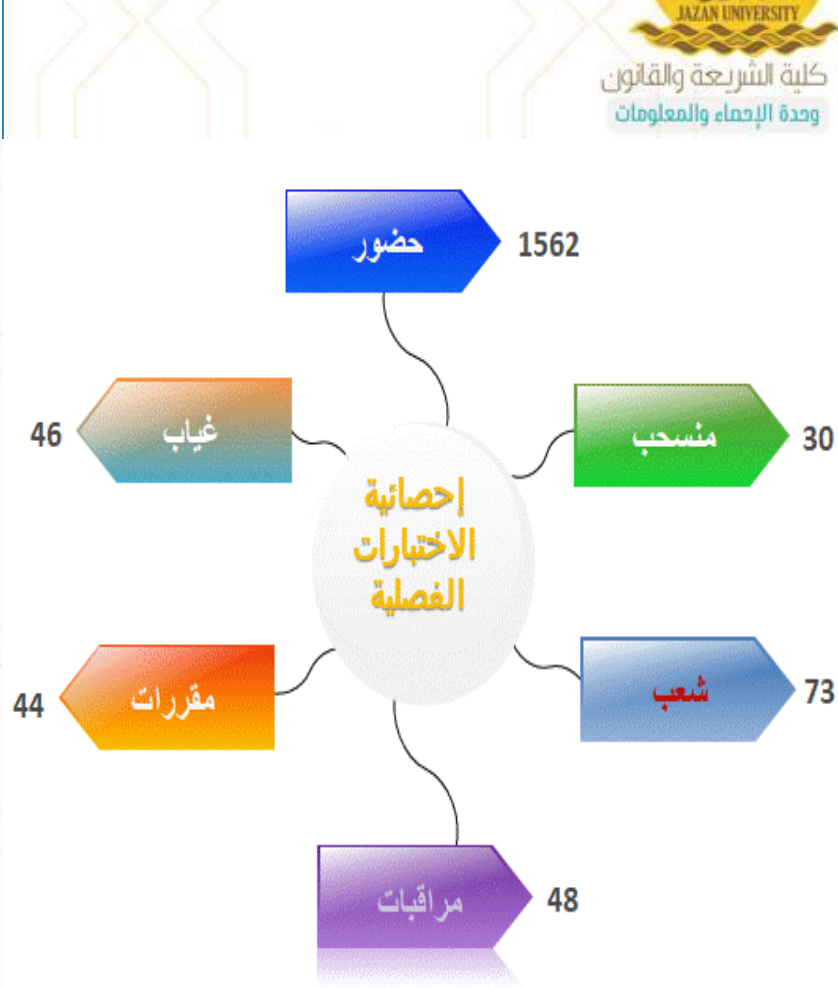 JAZAN UNIVERSITY
كلية الشريعة والقانون
وحدة الإحصاء والمعلومات
حضور
1562
غياب
46
منسحب
30
إحصائية
الاختبارات
الفصلية
مقررات
44
شعب
73
مراقبات
48